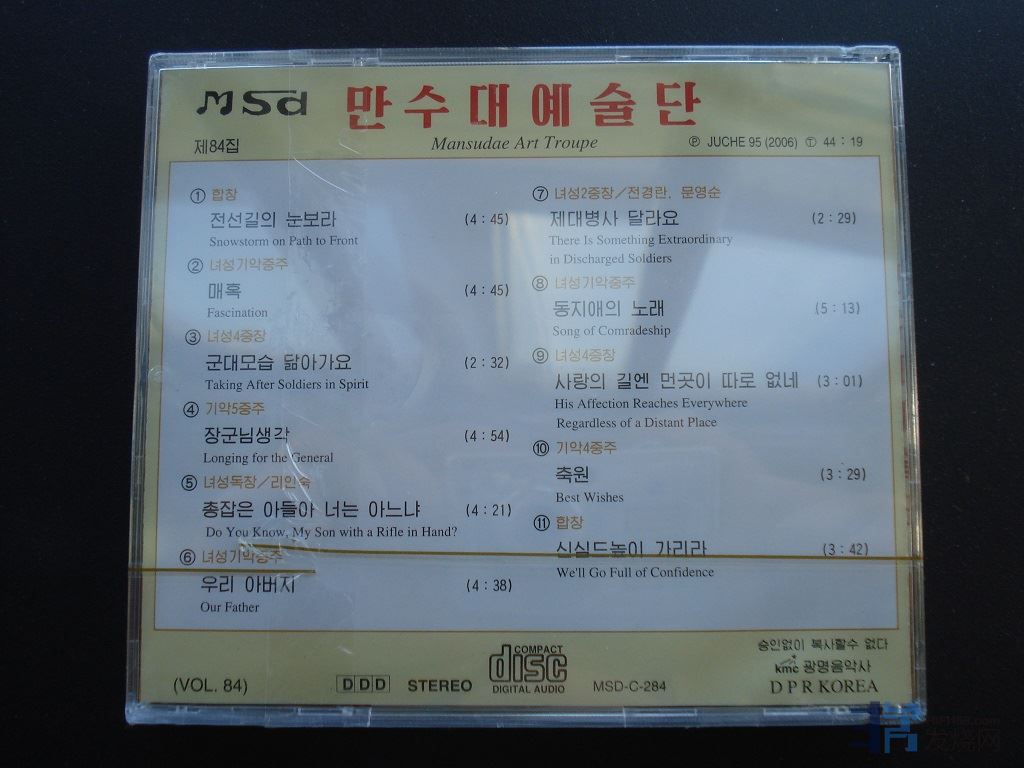 MSd 만수대예술단
제84집
Mansudae Art Troupe
Ⓟ JUCHE 95 (2006) Ⓣ 44 : 19
① 합창
전선길의 눈보라 (4 : 45)
Snowstorm on Path to Front
② 녀성기악중주
매혹 (4 : 45)
Fascination
③ 녀성4중창
군대모습 닮아가요 (2 : 32)
Taking After Soldiers in Spirit
④ 기악5중주
장군님생각 (4 : 54)
Longing for the General
⑤ 녀성독창/리인숙
총잡은 아들아 너는 아느냐 (4 : 21)
Do You Know, My Son with a Rifle in Hand?
⑥ 녀성기악중주
우리 아버지 (4 : 38)
Our Father
⑦ 녀성2중창/전경란, 문영순
제대병사 달라요 (2 : 29)
There Is Something Extraordinary
in Discharged Soldiers
⑧ 녀성기악중주
동지애의 노래 (5 : 13)
Song of Comradeship
⑨ 녀성4중창
사랑의 길엔 먼곳이 따로 없네 (3 : 01)
His Affection Reaches Everywhere
Regardless of a Distant Place
⑩ 기악4중주
축원 (3 : 29)
Best Wishes
⑪ 합창
신심드높이 가리라 (3 : 42)
We'll Go Full of Confidence
(VOL. 84)
DDD STEREO
COMPACT
disc
DIGITAL AUDIO
MSD-C-284
승인없이 복사할수 없다
kmc 광명음악사
D P R KOREA
发烧网